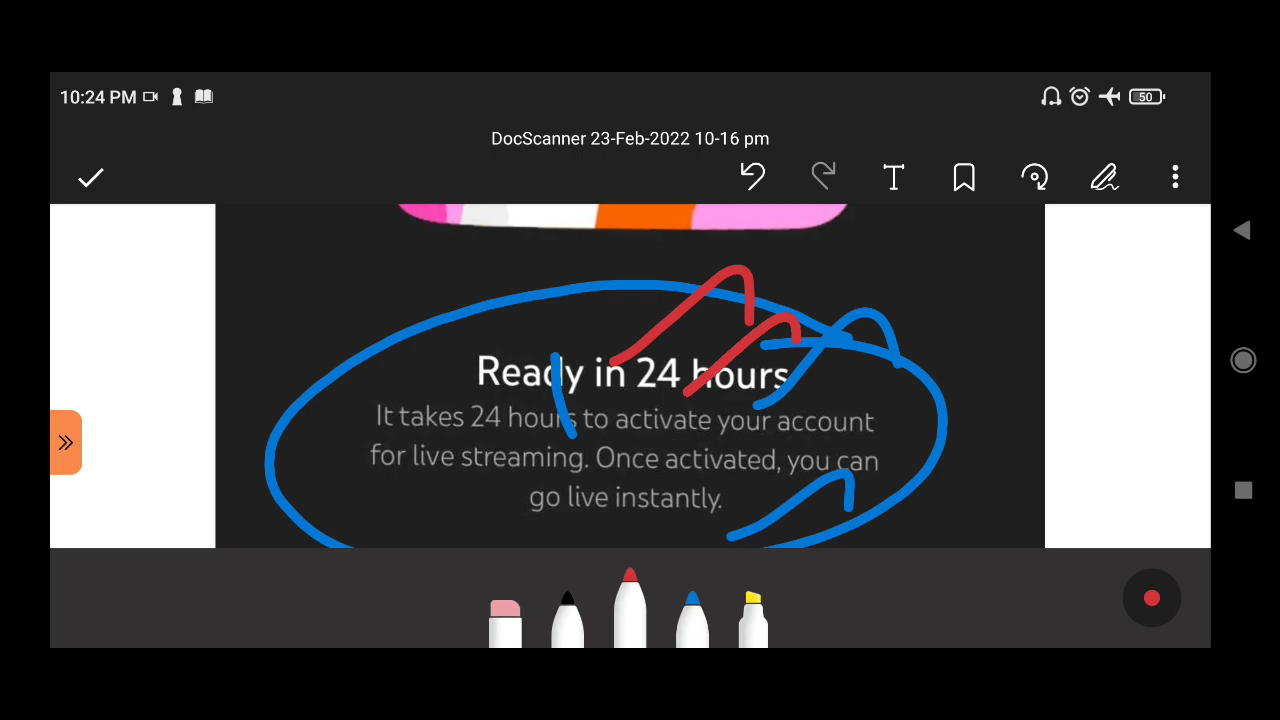 10:24 PM
50
DocScanner 23-Feb-2022 10-16 pm
T
Ready in 24 hours
It takes 24 hours to activate your account
for live streaming. Once activated, you can
go live instantly.